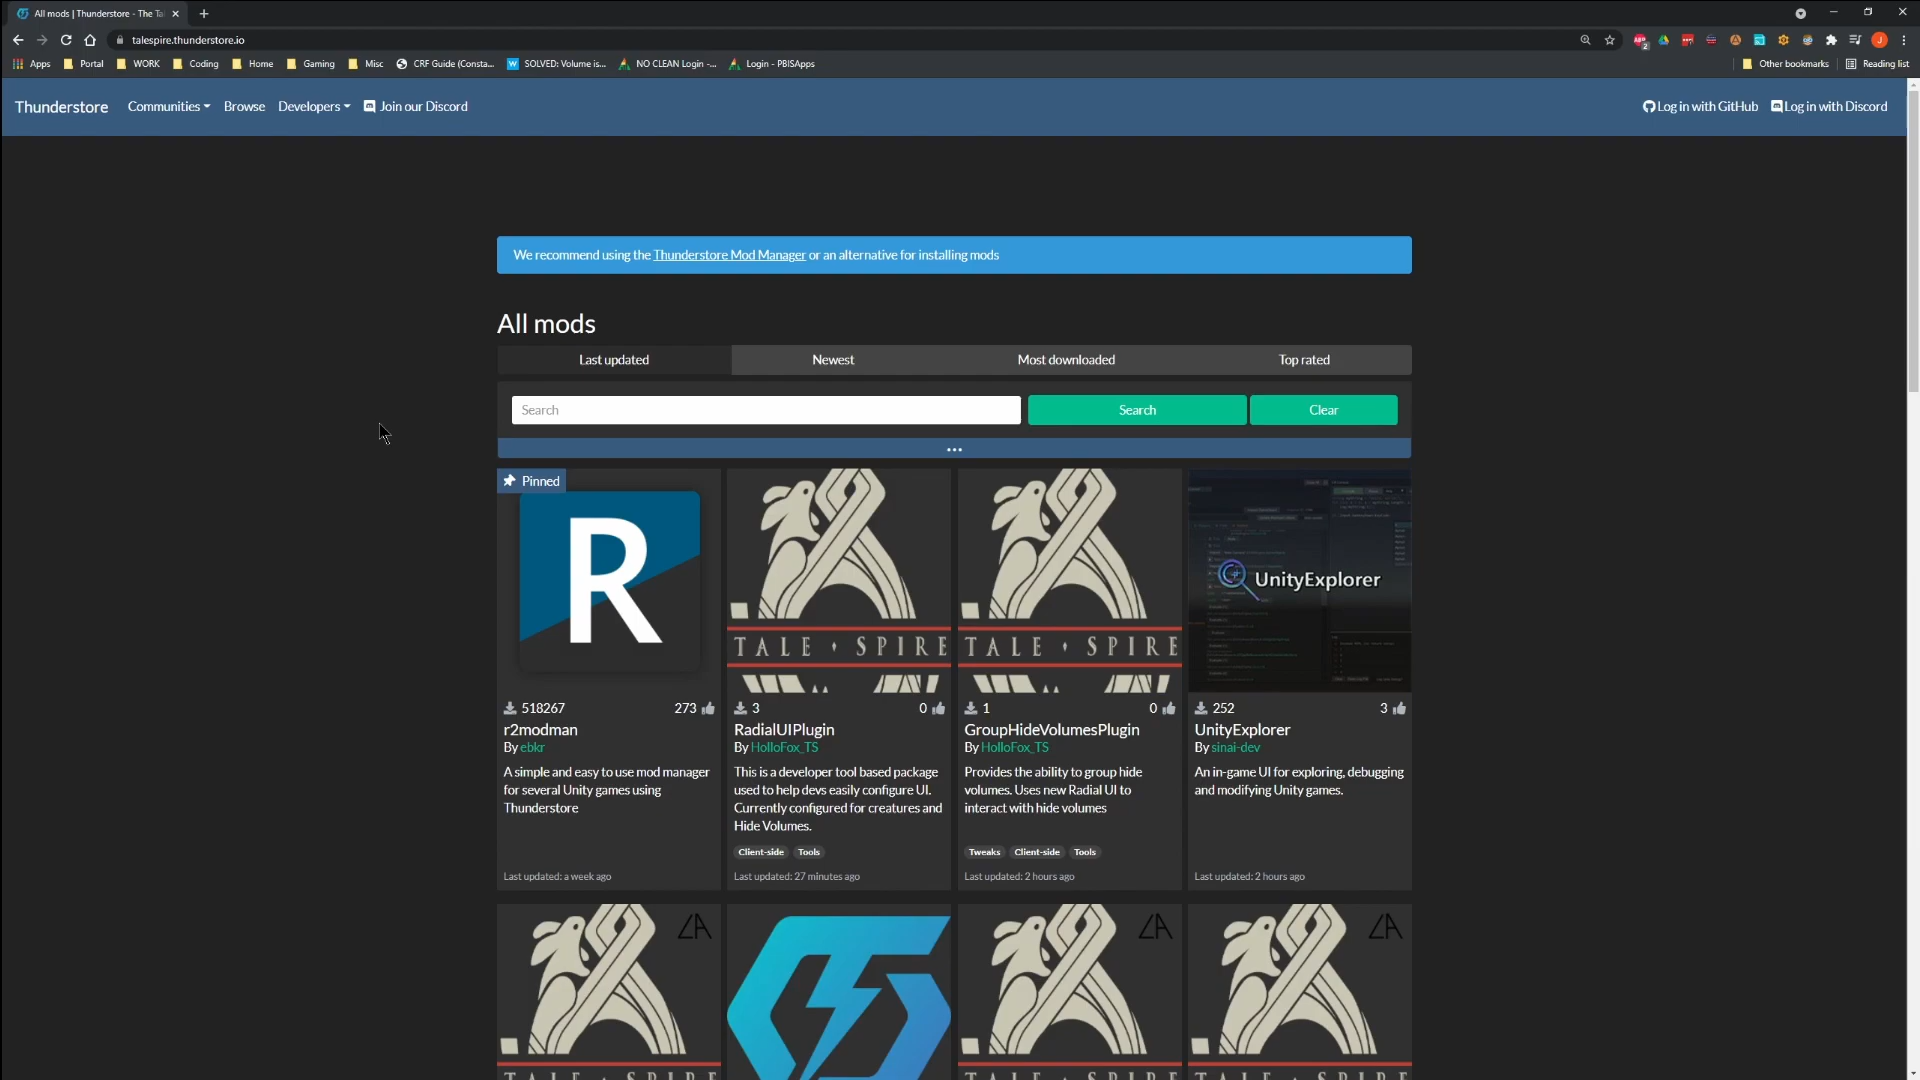 All mods | Thunderstore - The Ta
talespire.thunderstore.io
2
J
Apps
Portal
WORK
Coding
Home
Gaming
Misc
CRF Guide (Consta...
SOLVED: Volume is...
NO CLEAN Login -...
Login - PBISApps
Other bookmarks
Reading list
Thunderstore
Communities
Browse
Developers
Join our Discord
Log in with GitHub
Log in with Discord
We recommend using the Thunderstore Mod Manager or an alternative for installing mods
All mods
Last updated
Newest
Most downloaded
Top rated
Search
Search
Clear
...
Pinned
R
518267
273
r2modman
By ebkr
A simple and easy to use mod manager
for several Unity games using
Thunderstore
Last updated: a week ago
TALE SPIRE
3
0
RadialUIPlugin
By HolloFox_TS
This is a developer tool based package
used to help devs easily configure UI.
Currently configured for creatures and
Hide Volumes.
Client-side
Tools
Last updated: 27 minutes ago
TALE SPIRE
1
0
GroupHideVolumesPlugin
By HolloFox_TS
Provides the ability to group hide
volumes. Uses new Radial UI to
interact with hide volumes
Tweaks
Client-side
Tools
Last updated: 2 hours ago
UnityExplorer
252
3
UnityExplorer
By sinai-dev
An in-game UI for exploring, debugging
and modifying Unity games.
Last updated: 2 hours ago
TALE SPIRE
TALE SPIRE
TALE SPIRE